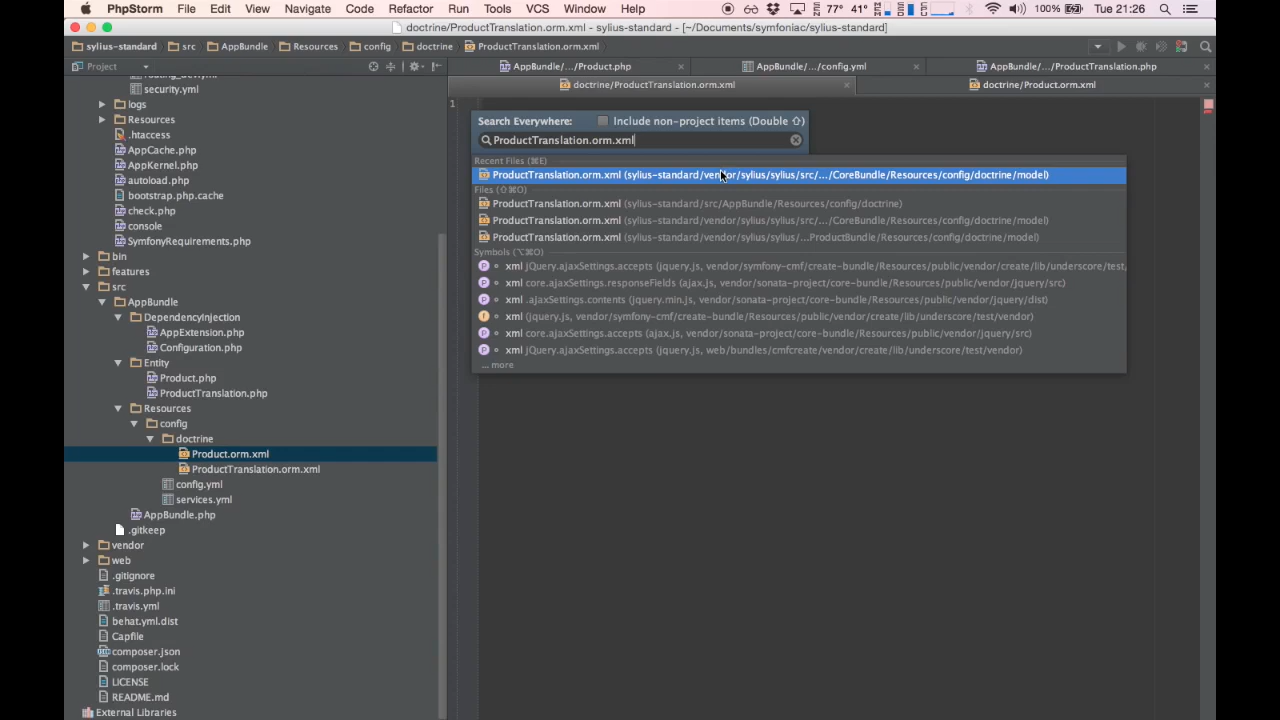 PhpStorm File Edit View Navigate Code Refactor Run Tools VCS Window Help 77° 41° 100% Tue 21:26
doctrine/ProductTranslation.orm.xml - sylius-standard - [~/Documents/symfoniac/sylius-standard]
sylius-standard src AppBundle Resources config doctrine ProductTranslation.orm.xml
Project
AppBundle/.../Product.php AppBundle/.../config.yml AppBundle/.../ProductTranslation.php
doctrine/ProductTranslation.orm.xml doctrine/Product.orm.xml
security.yml
logs
Resources
.htaccess
AppCache.php
AppKernel.php
autoload.php
bootstrap.php.cache
check.php
console
SymfonyRequirements.php
bin
features
src
AppBundle
DependencyInjection
AppExtension.php
Configuration.php
Entity
Product.php
ProductTranslation.php
Resources
config
doctrine
Product.orm.xml
ProductTranslation.orm.xml
config.yml
services.yml
AppBundle.php
.gitkeep
vendor
web
.gitignore
.travis.php.ini
.travis.yml
behat.yml.dist
Capfile
composer.json
composer.lock
LICENSE
README.md
External Libraries
1
Search Everywhere: Include non-project items (Double ⇧)
ProductTranslation.orm.xml
Recent Files (⌘E)
ProductTranslation.orm.xml (sylius-standard/vendor/sylius/sylius/src/.../CoreBundle/Resources/config/doctrine/model)
Files (⇧⌘O)
ProductTranslation.orm.xml (sylius-standard/src/AppBundle/Resources/config/doctrine)
ProductTranslation.orm.xml (sylius-standard/vendor/sylius/sylius/src/.../CoreBundle/Resources/config/doctrine/model)
ProductTranslation.orm.xml (sylius-standard/vendor/sylius/sylius/...ProductBundle/Resources/config/doctrine/model)
Symbols (⌥⌘O)
xml jQuery.ajaxSettings.accepts (jquery.js, vendor/symfony-cmf/create-bundle/Resources/public/vendor/create/lib/underscore/test,
xml core.ajaxSettings.responseFields (ajax.js, vendor/sonata-project/core-bundle/Resources/public/vendor/jquery/src)
xml .ajaxSettings.contents (jquery.min.js, vendor/sonata-project/core-bundle/Resources/public/vendor/jquery/dist)
xml (jquery.js, vendor/symfony-cmf/create-bundle/Resources/public/vendor/create/lib/underscore/test/vendor)
xml core.ajaxSettings.accepts (ajax.js, vendor/sonata-project/core-bundle/Resources/public/vendor/jquery/src)
xml jQuery.ajaxSettings.accepts (jquery.js, web/bundles/cmfcreate/vendor/create/lib/underscore/test/vendor)
... more